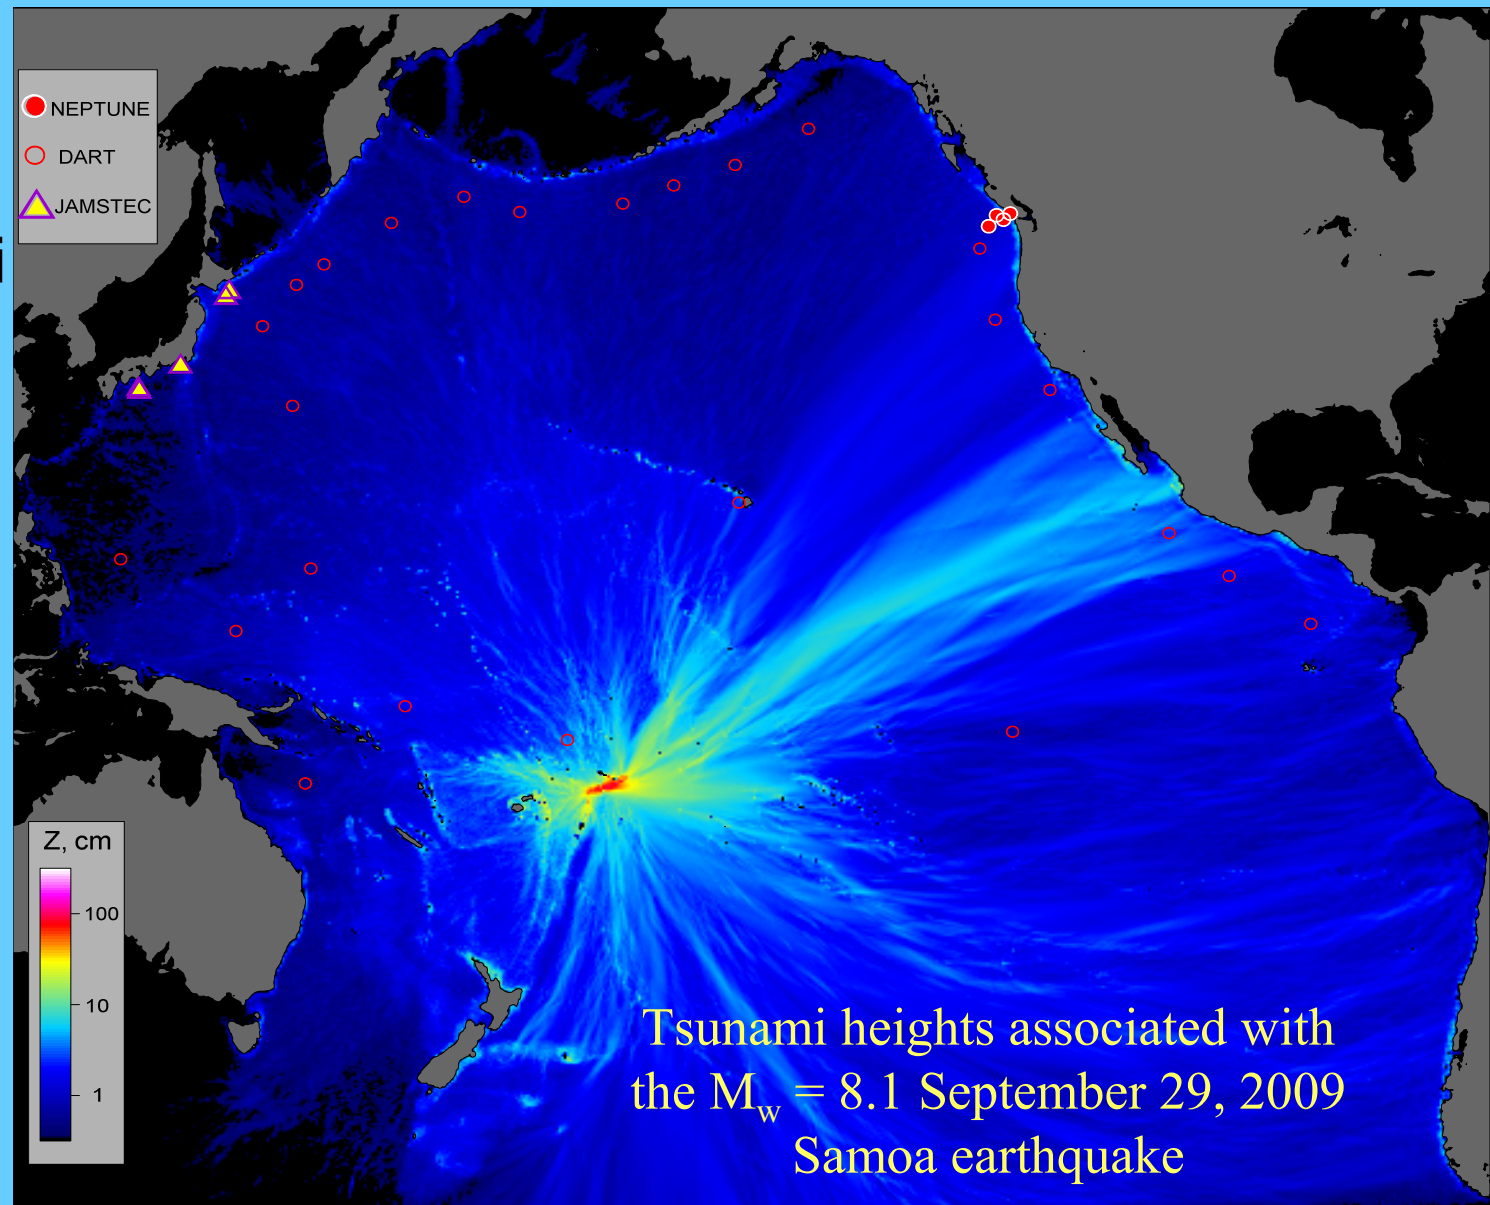 NEPTUNE
DART
JAMSTEC
i
Z, cm
100
10
1
Tsunami heights associated with
the Mw = 8.1 September 29, 2009
Samoa earthquake